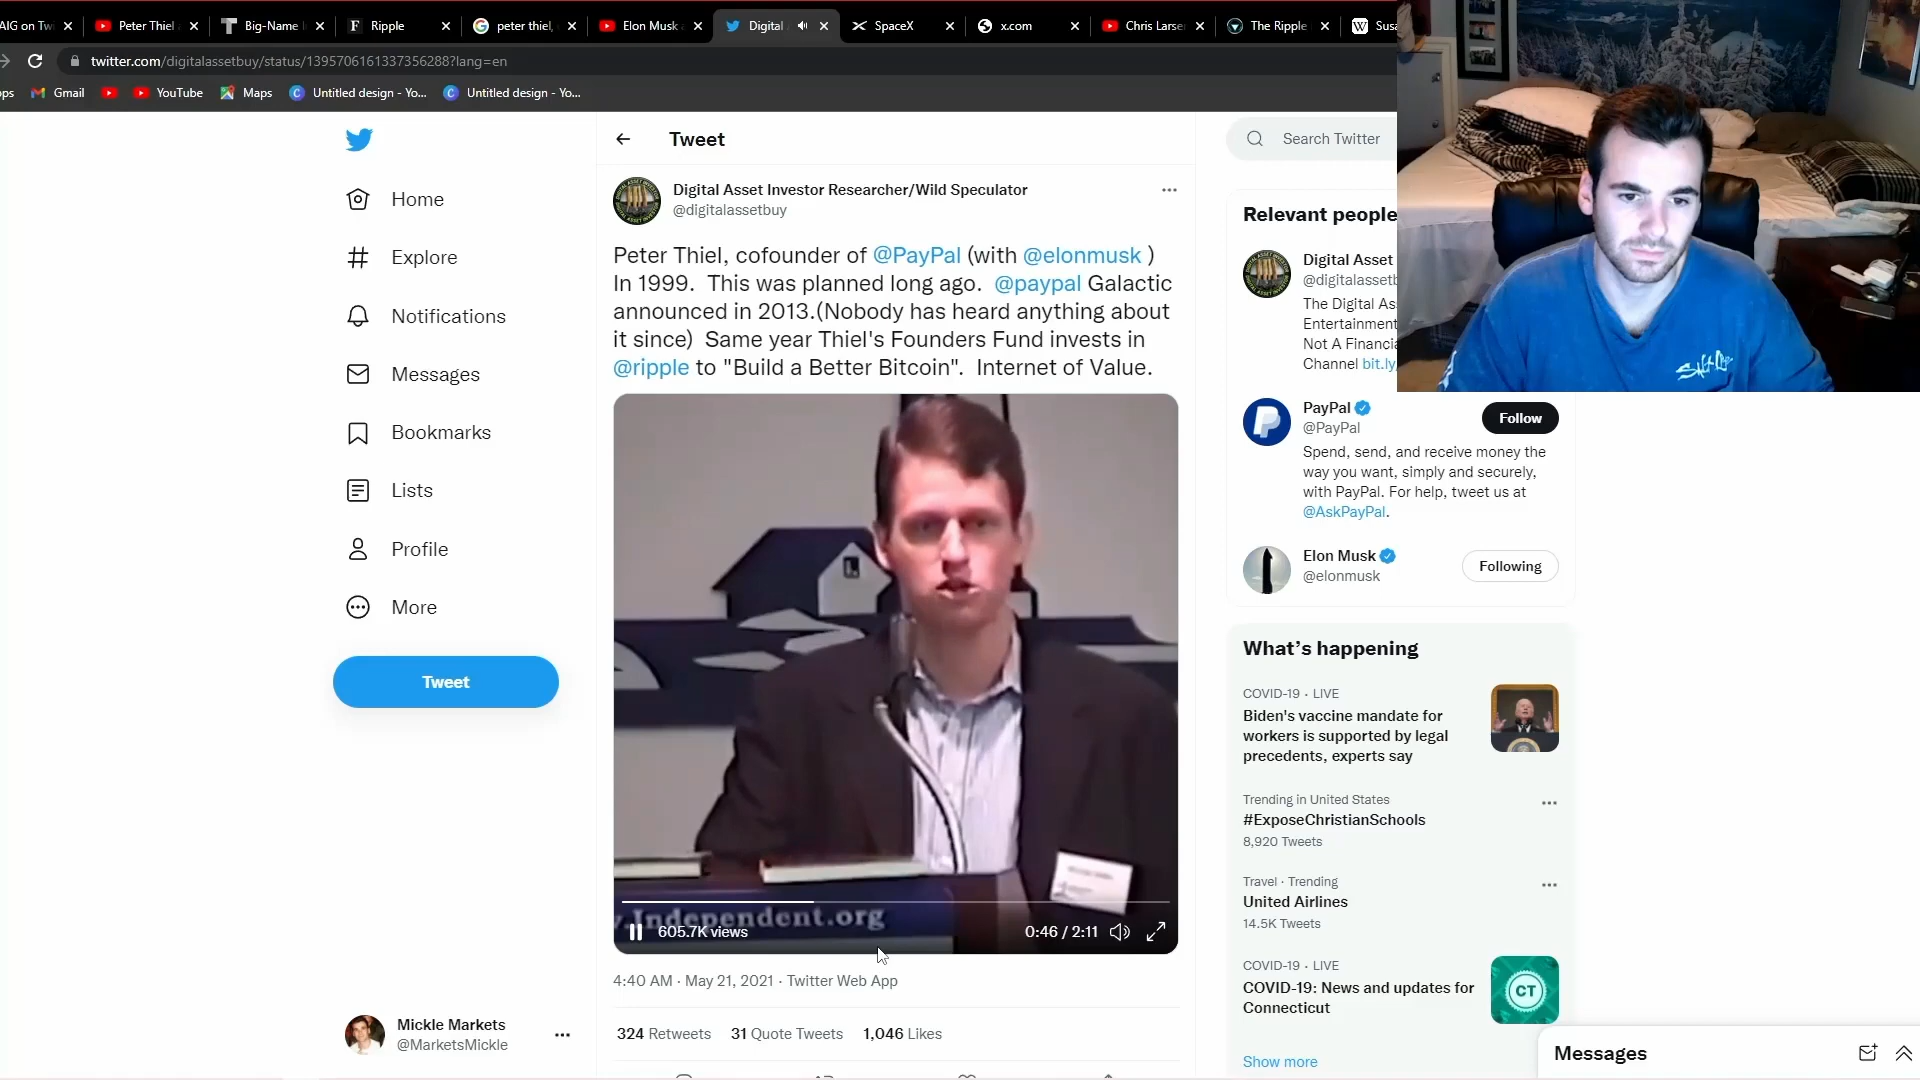 AIG on Tw
Peter Thiel
Big-Name
Ripple
peter thiel,
Elon Musk
Digital
SpaceX
x.com
Chris Larse
The Ripple
Susa
twitter.com/digitalassetbuy/status/1395706161337356288?lang=en
ops
Gmail
YouTube
Maps
Untitled design - Yo...
Untitled design - Yo...
Tweet
Search Twitter
Home
Explore
Notifications
Messages
Bookmarks
Lists
Profile
More
Tweet
Mickle Markets
@MarketsMickle
Digital Asset Investor Researcher/Wild Speculator
@digitalassetbuy
Peter Thiel, cofounder of @PayPal (with @elonmusk )
In 1999. This was planned long ago. @paypal Galactic
announced in 2013.(Nobody has heard anything about
it since) Same year Thiel's Founders Fund invests in
@ripple to "Build a Better Bitcoin". Internet of Value.
.Independent.org
605.7K views
0:46 / 2:11
4:40 AM · May 21, 2021 · Twitter Web App
324 Retweets 31 Quote Tweets 1,046 Likes
Relevant people
Digital Asset
@digitalassetb
The Digital As
Entertainment
Not A Financi
Channel bit.ly
PayPal
@PayPal
Follow
Spend, send, and receive money the
way you want, simply and securely,
with PayPal. For help, tweet us at
@AskPayPal.
Elon Musk
@elonmusk
Following
What's happening
COVID-19 · LIVE
Biden's vaccine mandate for
workers is supported by legal
precedents, experts say
Trending in United States
#ExposeChristianSchools
8,920 Tweets
Travel · Trending
United Airlines
14.5K Tweets
COVID-19 · LIVE
COVID-19: News and updates for
Connecticut
CT
Show more
Messages